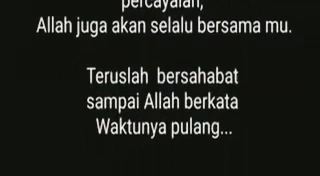 percayalah,
Allah juga akan selalu bersama mu.
Teruslah bersahabat
sampai Allah berkata
Waktunya pulang...